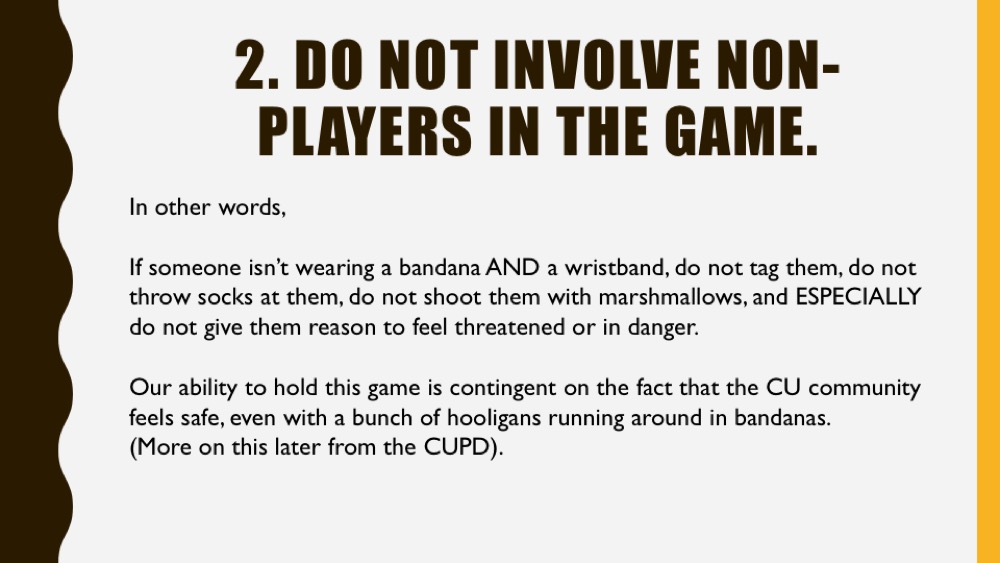 2. DO NOT INVOLVE NON-
PLAYERS IN THE GAME.
In other words,
If someone isn’t wearing a bandana AND a wristband, do not tag them, do not
throw socks at them, do not shoot them with marshmallows, and ESPECIALLY
do not give them reason to feel threatened or in danger.
Our ability to hold this game is contingent on the fact that the CU community
feels safe, even with a bunch of hooligans running around in bandanas.
(More on this later from the CUPD).